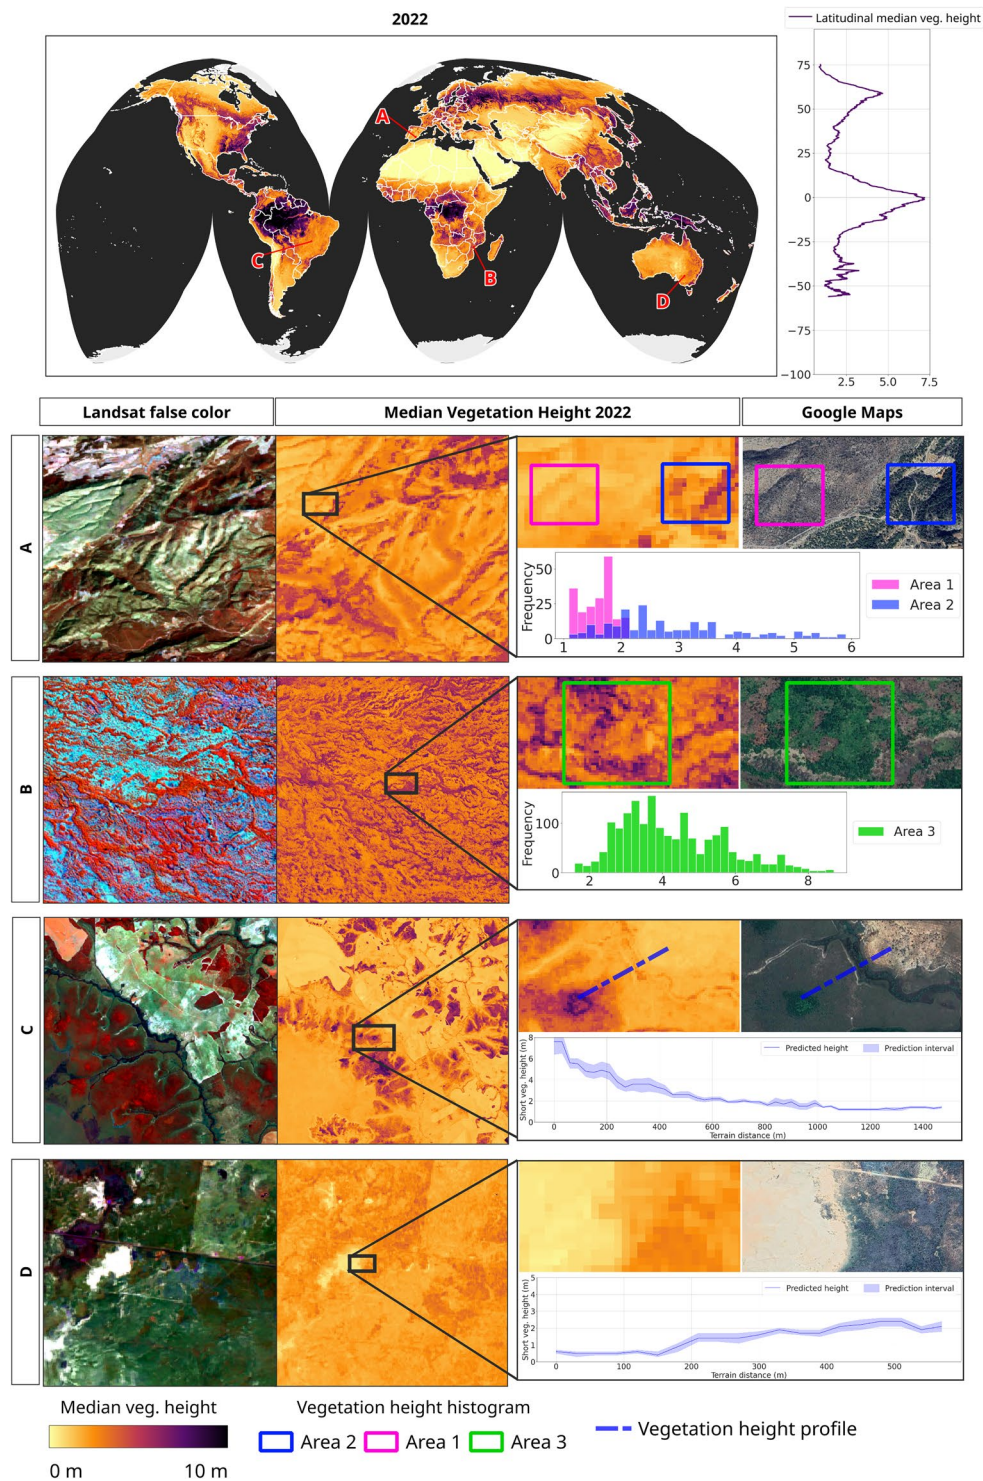 2022
Latitudinal median veg. height
75
50
25
0
−25
−50
−75
−100
2.5 5.0 7.5
A
B
C
D
Landsat false color
Median Vegetation Height 2022
Google Maps
A
Frequency
50
25
0
1 2 3 4 5 6
Area 1
Area 2
B
Frequency
100
0
2 4 6 8
Area 3
C
Short veg. height (m)
8
6
4
2
0
Predicted height
Prediction interval
0 200 400 600 800 1000 1200 1400
Terrain distance (m)
D
Short veg. height (m)
5
4
3
2
1
0
Predicted height
Prediction interval
0 100 200 300 400 500
Terrain distance (m)
Median veg. height
0 m 10 m
Vegetation height histogram
Area 2 Area 1 Area 3
Vegetation height profile